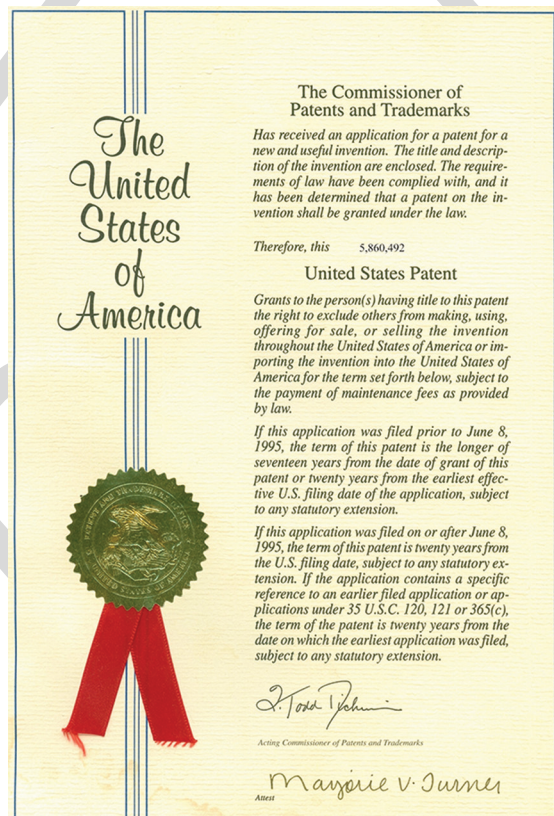 The
United
States
of
America
The Commissioner of
Patents and Trademarks
Has received an application for a patent for a
new and useful invention. The title and descrip-
tion of the invention are enclosed. The require-
ments of law have been complied with, and it
has been determined that a patent on the in-
vention shall be granted under the law.
Therefore, this 5,860,492
United States Patent
Grants to the person(s) having title to this patent
the right to exclude others from making, using,
offering for sale, or selling the invention
throughout the United States of America or im-
porting the invention into the United States of
America for the term set forth below, subject to
the payment of maintenance fees as provided
by law.
If this application was filed prior to June 8,
1995, the term of this patent is the longer of
seventeen years from the date of grant of this
patent or twenty years from the earliest effec-
tive U.S. filing date of the application, subject
to any statutory extension.
If this application was filed on or after June 8,
1995, the term of this patent is twenty years from
the U.S. filing date, subject to any statutory ex-
tension. If the application contains a specific
reference to an earlier filed application or ap-
plications under 35 U.S.C. 120, 121 or 365(c),
the term of the patent is twenty years from the
date on which the earliest application was filed,
subject to any statutory extension.
Acting Commissioner of Patents and Trademarks
Marjorie V. Turner
Attest
PATENT AND TRADEMARK OFFICE
UNITED STATES OF AMERICA